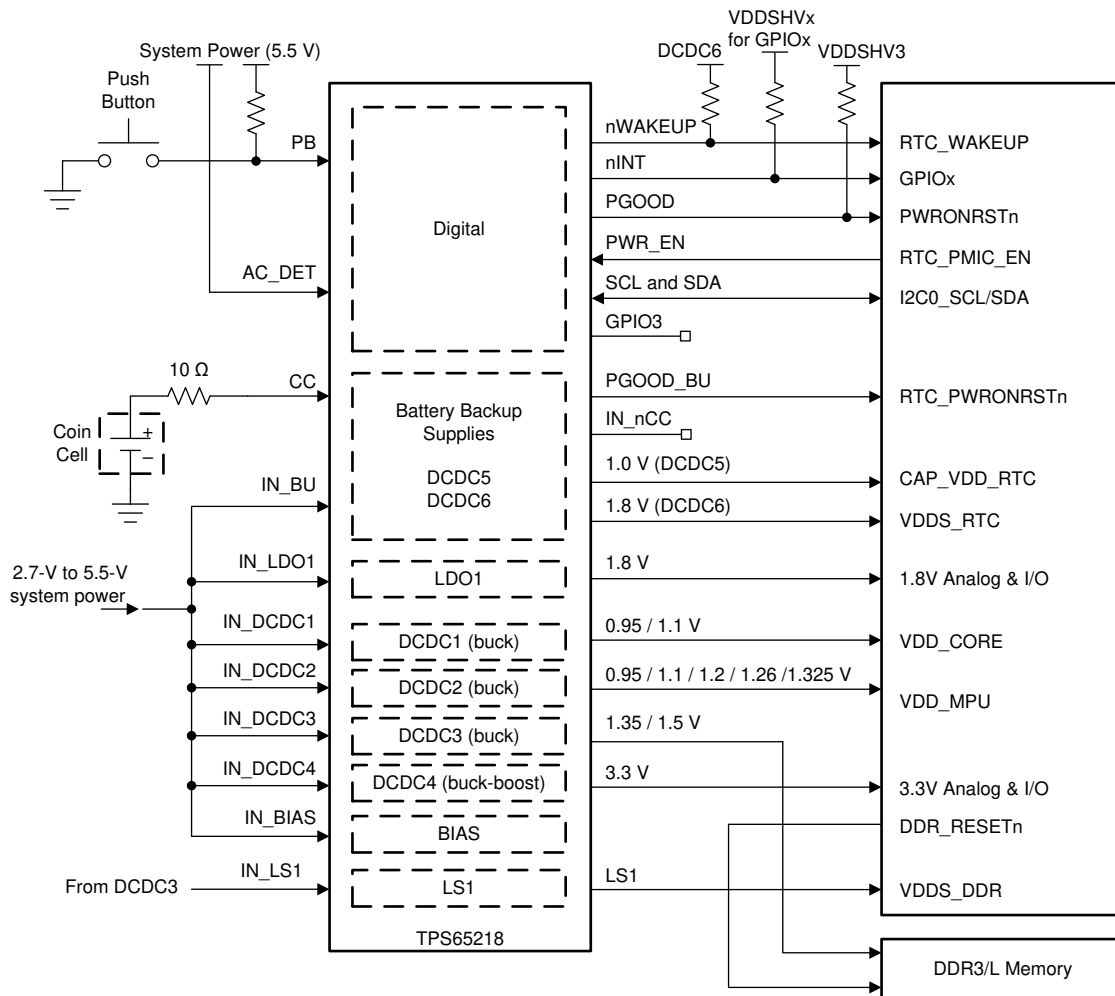 VDDSHVx
for GPIOx
System Power (5.5 V)
DCDC6
VDDSHV3
Push
Button
PB
nWAKEUP
RTC_WAKEUP
nINT
GPIOx
PGOOD
PWRONRSTn
Digital
PWR_EN
RTC_PMIC_EN
AC_DET
SCL and SDA
I2C0_SCL/SDA
GPIO3
10 Ω
CC
PGOOD_BU
RTC_PWRONRSTn
Battery Backup
Supplies
IN_nCC
Coin
Cell
+
–
DCDC5
DCDC6
1.0 V (DCDC5)
CAP_VDD_RTC
IN_BU
1.8 V (DCDC6)
VDDS_RTC
2.7-V to 5.5-V
system power
IN_LDO1
LDO1
1.8 V
1.8V Analog & I/O
IN_DCDC1
DCDC1 (buck)
0.95 / 1.1 V
VDD_CORE
IN_DCDC2
DCDC2 (buck)
0.95 / 1.1 / 1.2 / 1.26 /1.325 V
VDD_MPU
IN_DCDC3
DCDC3 (buck)
1.35 / 1.5 V
IN_DCDC4
DCDC4 (buck-boost)
3.3 V
3.3V Analog & I/O
IN_BIAS
BIAS
DDR_RESETn
From DCDC3
IN_LS1
LS1
LS1
VDDS_DDR
TPS65218
DDR3/L Memory